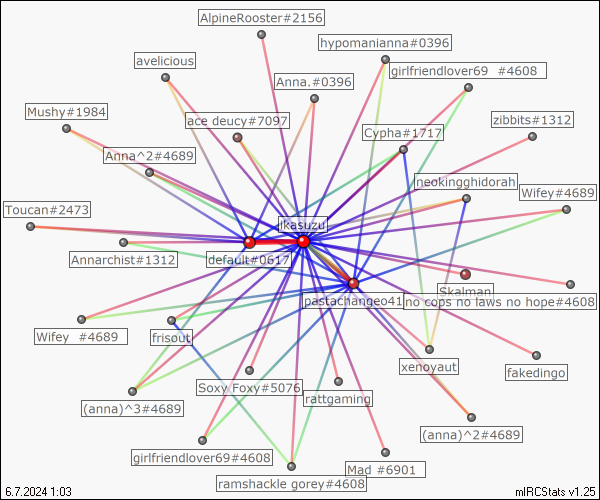 AlpineRooster#2156
hypomanianna#0396
avelicious
girlfriendlover69 #4608
Anna.#0396
Mushy#1984
ace deucy#7097
zibbits#1312
Cypha#1717
Anna^2#4689
neokingghidorah
Wifey#4689
Toucan#2473
ikasuzu
Annarchist#1312
default#0617
Skalman
pastachangeo41
no cops no laws no hope#4608
Wifey #4689
frisout
xenoyaut
fakedingo
Soxy Foxy#5076
rattgaming
(anna)^3#4689
(anna)^2#4689
girlfriendlover69#4608
Mad #6901
ramshackle gorey#4608
6.7.2024 1:03
mIRCStats v1.25